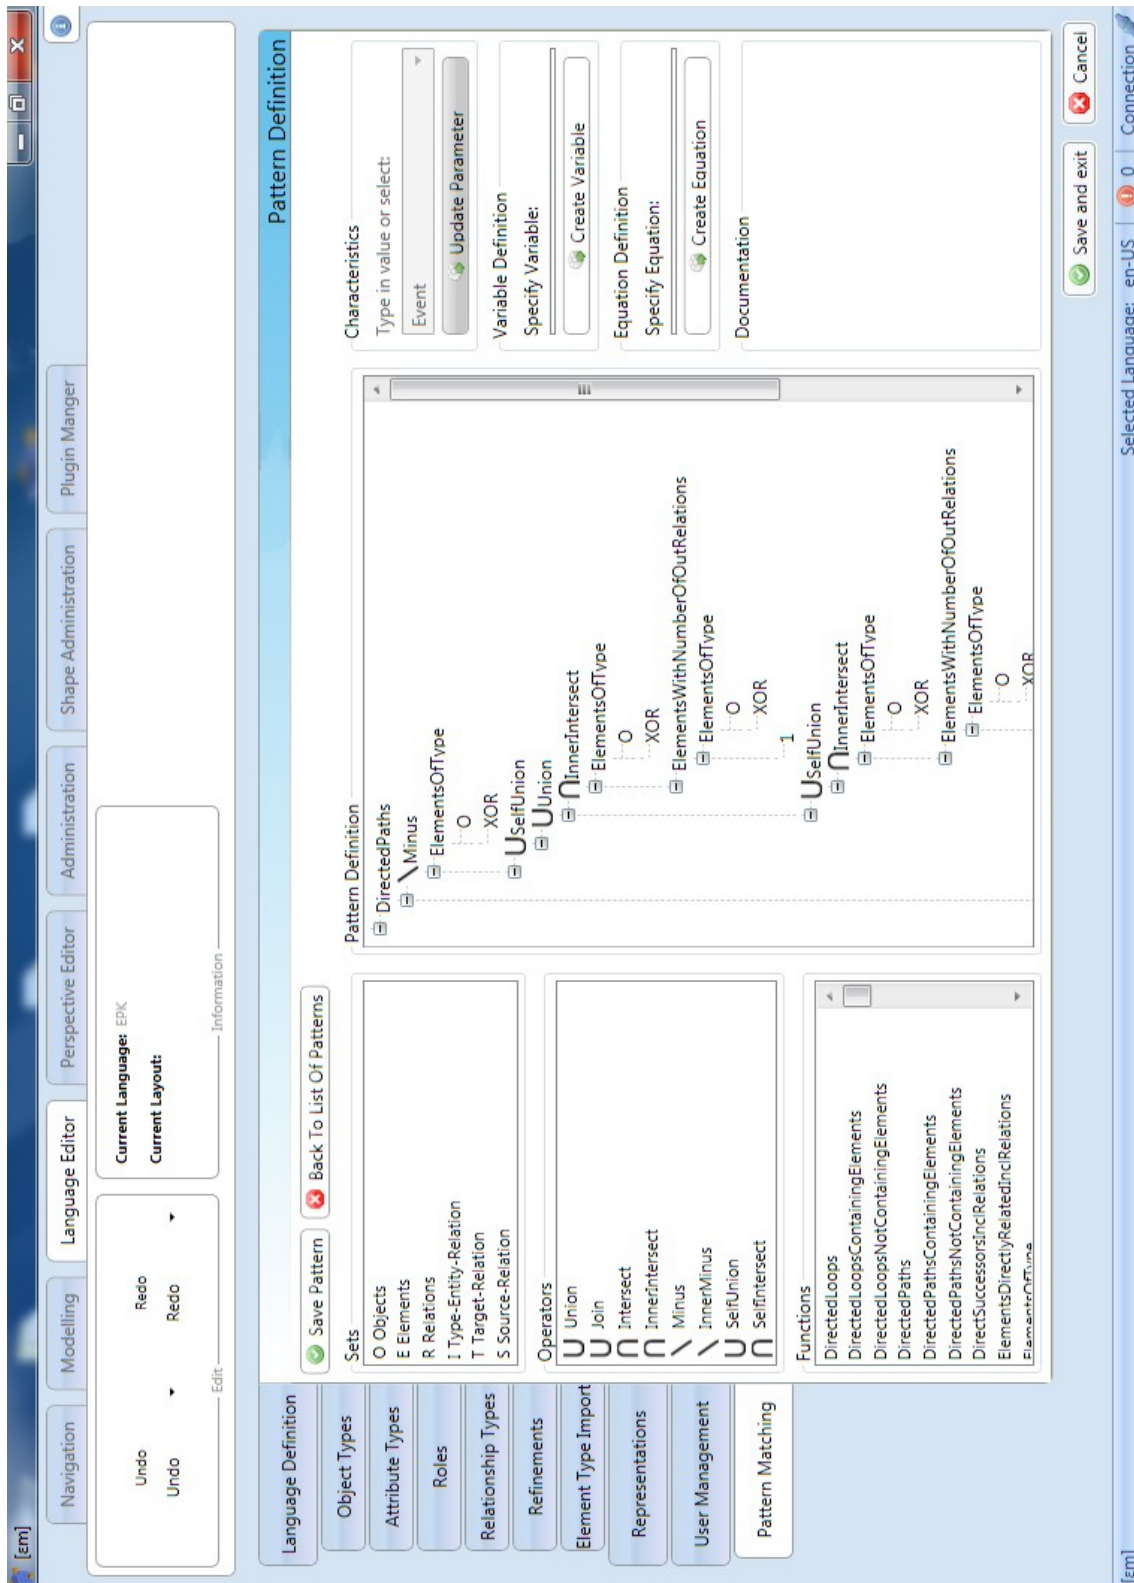 [εm]
Navigation
Modelling
Language Editor
Perspective Editor
Administration
Shape Administration
Plugin Manger
Undo
Redo
Undo
Redo
Edit
Current Language: EPK
Current Layout:
Information
Language Definition
Object Types
Attribute Types
Roles
Relationship Types
Refinements
Element Type Import
Representations
User Management
Pattern Matching
Pattern Definition
Save Pattern
Back To List Of Patterns
Sets
O Objects
E Elements
R Relations
I Type-Entity-Relation
T Target-Relation
S Source-Relation
Operators
∪ Union
∪ Join
∩ Intersect
∩ InnerIntersect
\ Minus
\ InnerMinus
∪ SelfUnion
∩ SelfIntersect
Functions
DirectedLoops
DirectedLoopsContainingElements
DirectedLoopsNotContainingElements
DirectedPaths
DirectedPathsContainingElements
DirectedPathsNotContainingElements
DirectSuccessorsInclRelations
ElementsDirectlyRelatedInclRelations
ElementsOfType
Pattern Definition
DirectedPaths
\Minus
ElementsOfType
O
XOR
∪SelfUnion
∪Union
∩InnerIntersect
ElementsOfType
O
XOR
ElementsWithNumberOfOutRelations
ElementsOfType
O
XOR
1
∪SelfUnion
∩InnerIntersect
ElementsOfType
O
XOR
ElementsWithNumberOfOutRelations
ElementsOfType
O
XOR
Characteristics
Type in value or select:
Event
Update Parameter
Variable Definition
Specify Variable:
Create Variable
Equation Definition
Specify Equation:
Create Equation
Documentation
Save and exit
Cancel
[εm]
Selected Language: en-US
0
Connection